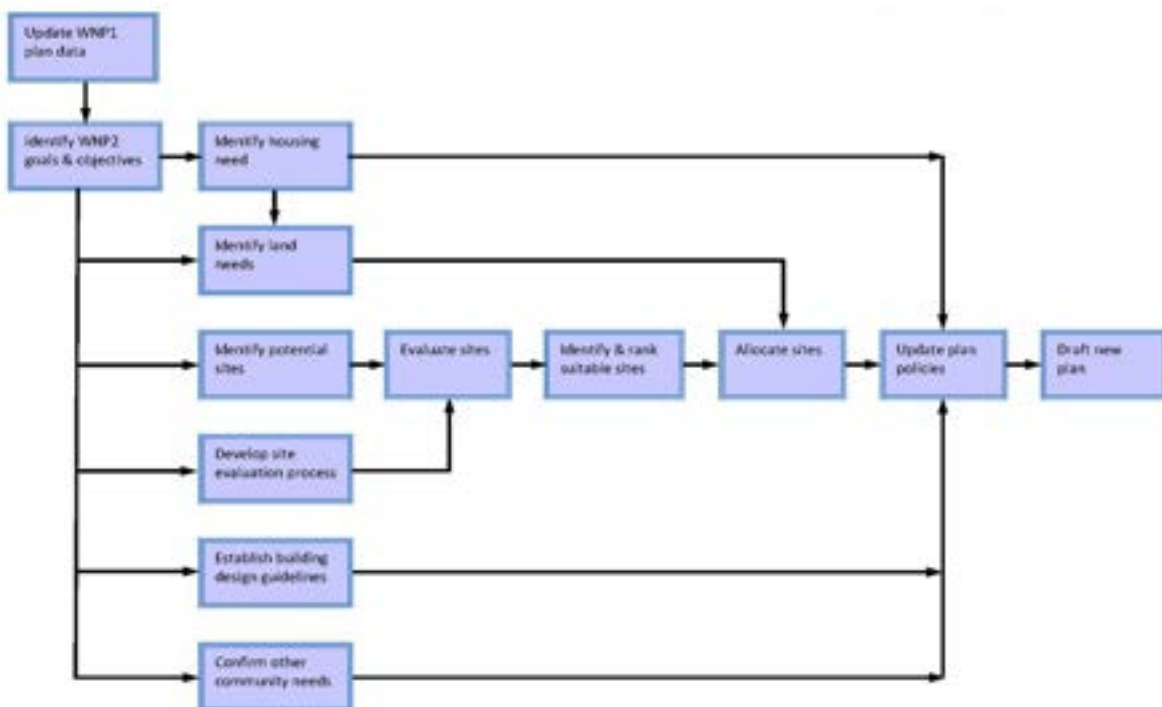 Update WNP1
plan data
identify WNP2
goals & objectives
Identify housing
need
Identify land
needs
Identify potential
sites
Evaluate sites
Identify & rank
suitable sites
Allocate sites
Update plan
policies
Draft new
plan
Develop site
evaluation process
Establish building
design guidelines
Confirm other
community needs